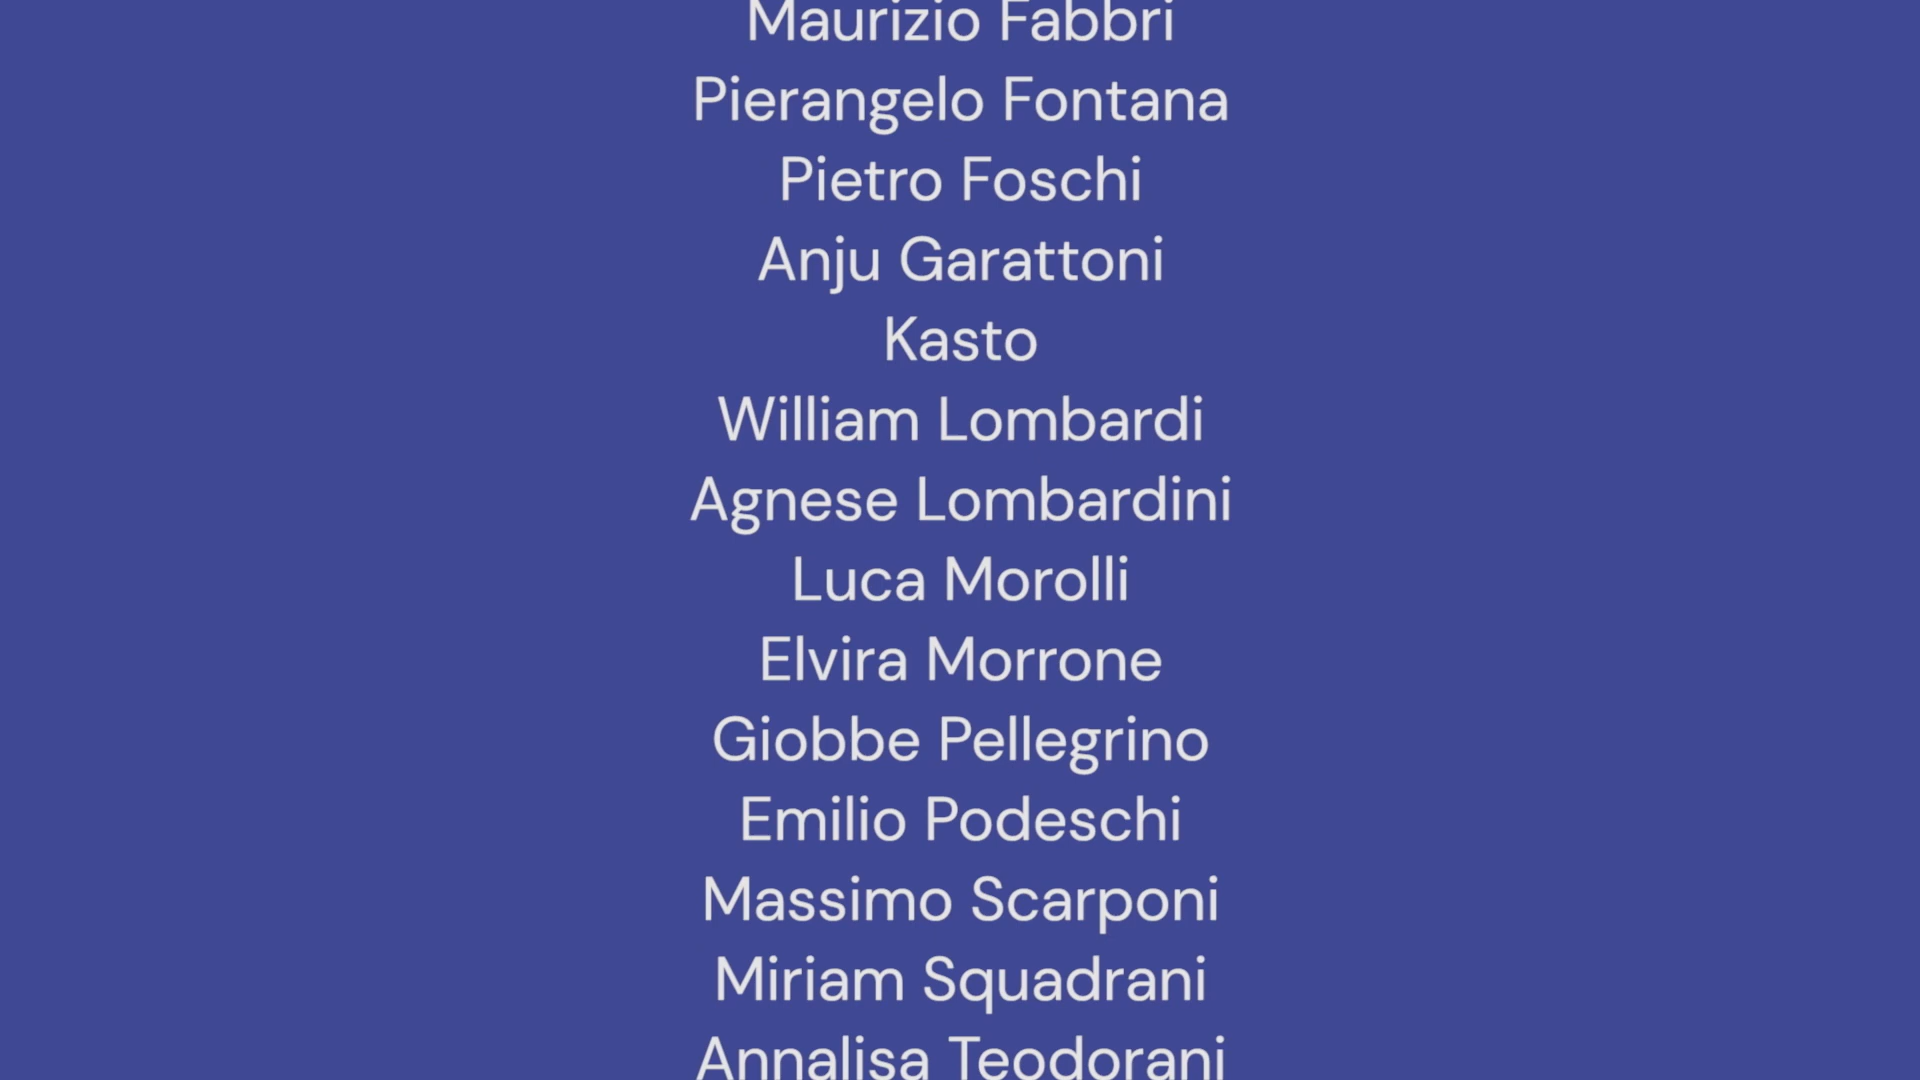 Maurizio Fabbri
Pierangelo Fontana
Pietro Foschi
Anju Garattoni
Kasto
William Lombardi
Agnese Lombardini
Luca Morolli
Elvira Morrone
Giobbe Pellegrino
Emilio Podeschi
Massimo Scarponi
Miriam Squadrani
Annalisa Teodorani